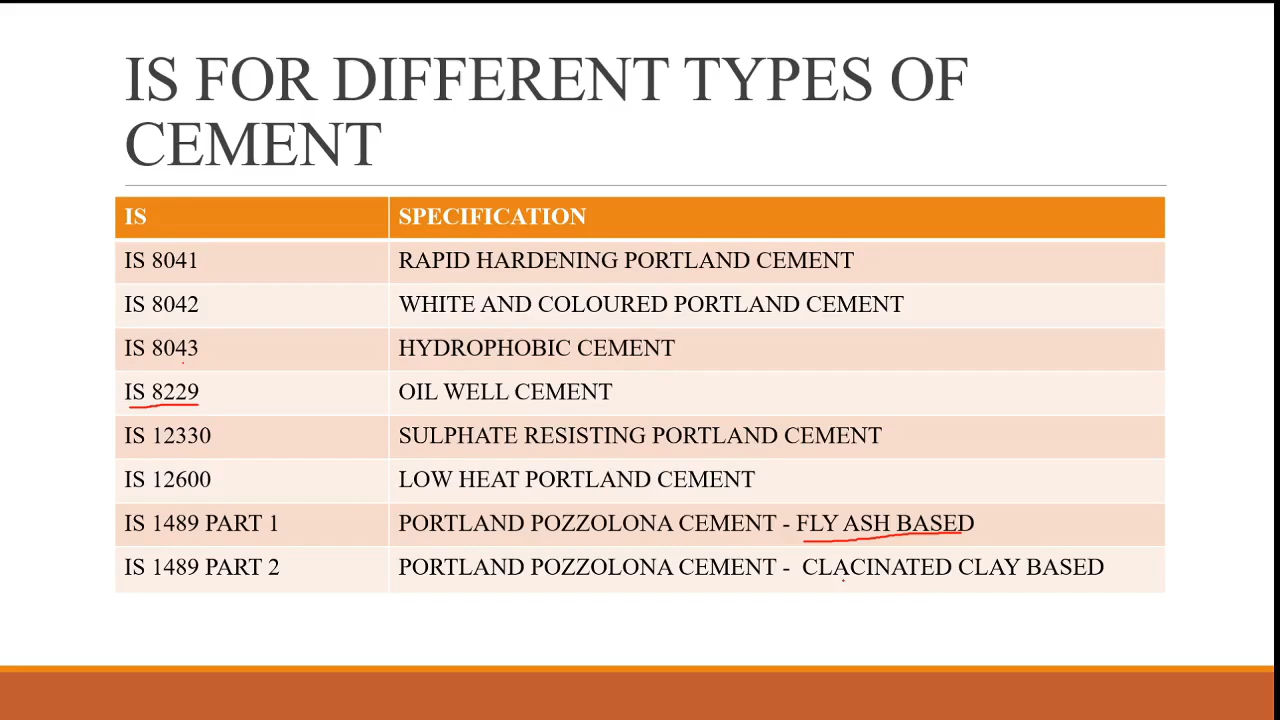 IS FOR DIFFERENT TYPES OF
CEMENT
IS SPECIFICATION
IS 8041 RAPID HARDENING PORTLAND CEMENT
IS 8042 WHITE AND COLOURED PORTLAND CEMENT
IS 8043 HYDROPHOBIC CEMENT
IS 8229 OIL WELL CEMENT
IS 12330 SULPHATE RESISTING PORTLAND CEMENT
IS 12600 LOW HEAT PORTLAND CEMENT
IS 1489 PART 1 PORTLAND POZZOLONA CEMENT - FLY ASH BASED
IS 1489 PART 2 PORTLAND POZZOLONA CEMENT - CLACINATED CLAY BASED